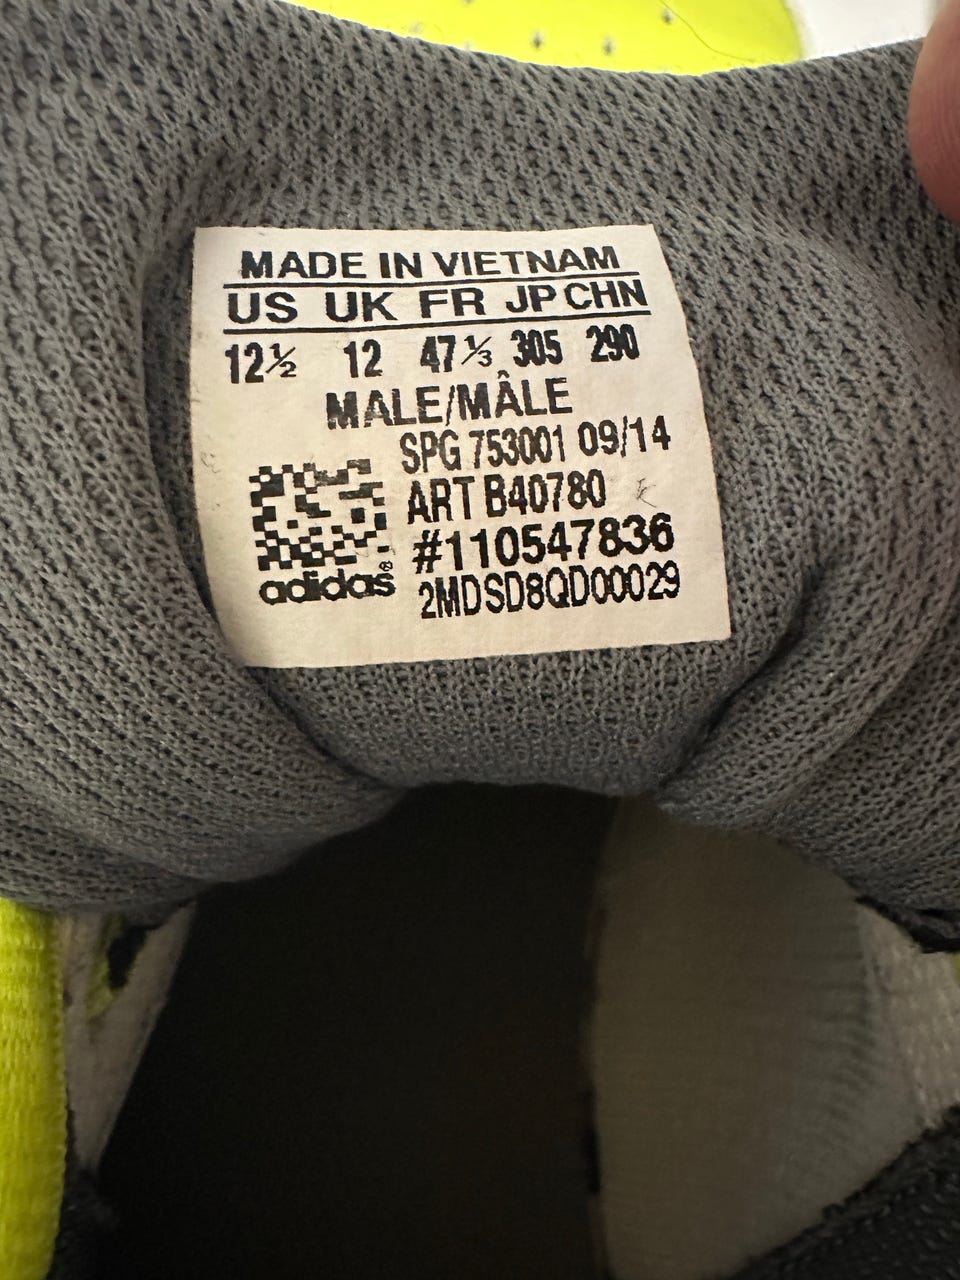 MADE IN VIETNAM
US UK FR JP CHN
12½ 12 47⅓ 305 290
MALE/MÂLE
SPG 753001 09/14
ART B40780
#110547836
adidas®
2MDSD8QD00029